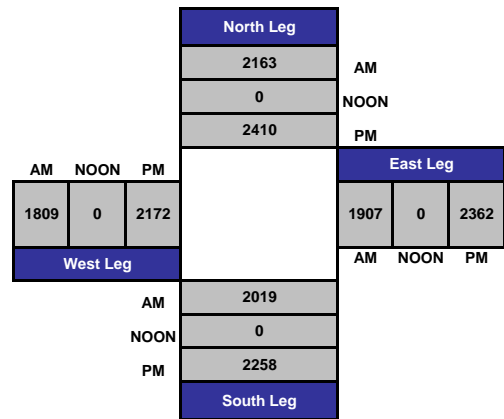 North Leg
2163 AM
0 NOON
2410 PM
AM NOON PM
East Leg
1809 0 2172
1907 0 2362
West Leg
AM NOON PM
AM 2019
NOON 0
PM 2258
South Leg